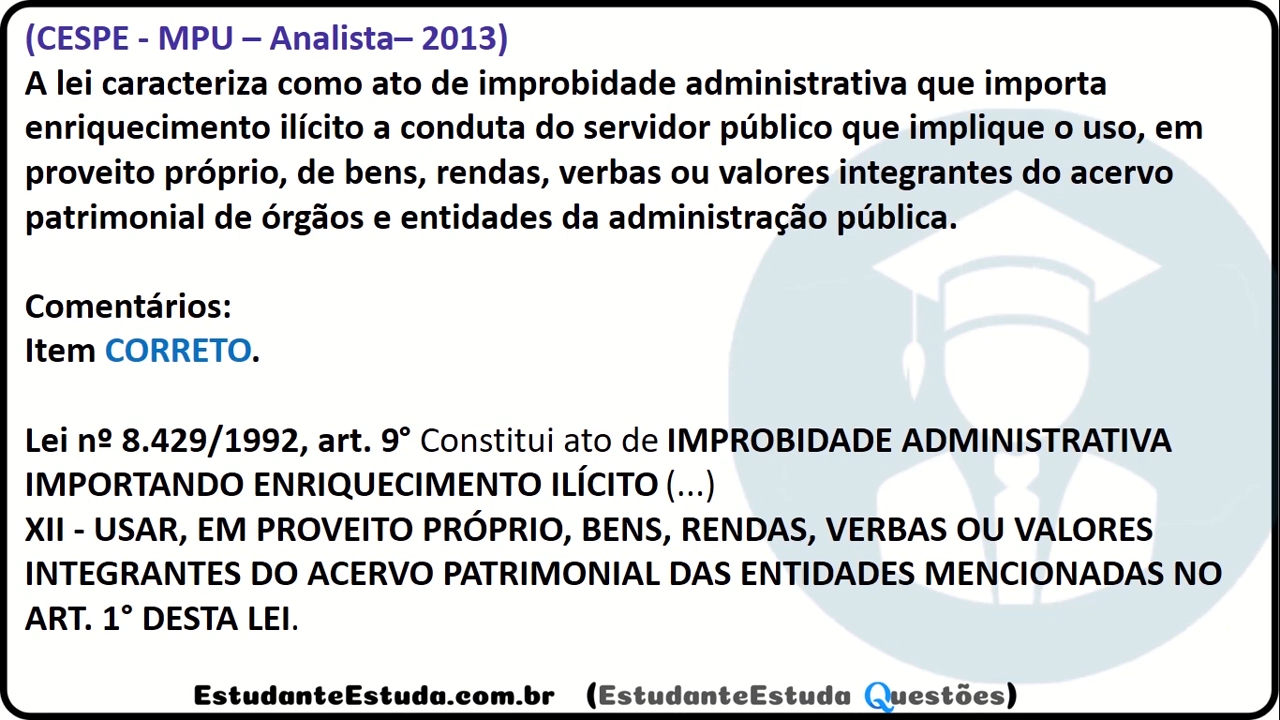 (CESPE - MPU – Analista– 2013)
A lei caracteriza como ato de improbidade administrativa que importa
enriquecimento ilícito a conduta do servidor público que implique o uso, em
proveito próprio, de bens, rendas, verbas ou valores integrantes do acervo
patrimonial de órgãos e entidades da administração pública.
Comentários:
Item CORRETO.
Lei nº 8.429/1992, art. 9° Constitui ato de IMPROBIDADE ADMINISTRATIVA
IMPORTANDO ENRIQUECIMENTO ILÍCITO (...)
XII - USAR, EM PROVEITO PRÓPRIO, BENS, RENDAS, VERBAS OU VALORES
INTEGRANTES DO ACERVO PATRIMONIAL DAS ENTIDADES MENCIONADAS NO
ART. 1° DESTA LEI.
EstudanteEstuda.com.br (EstudanteEstuda Questões)